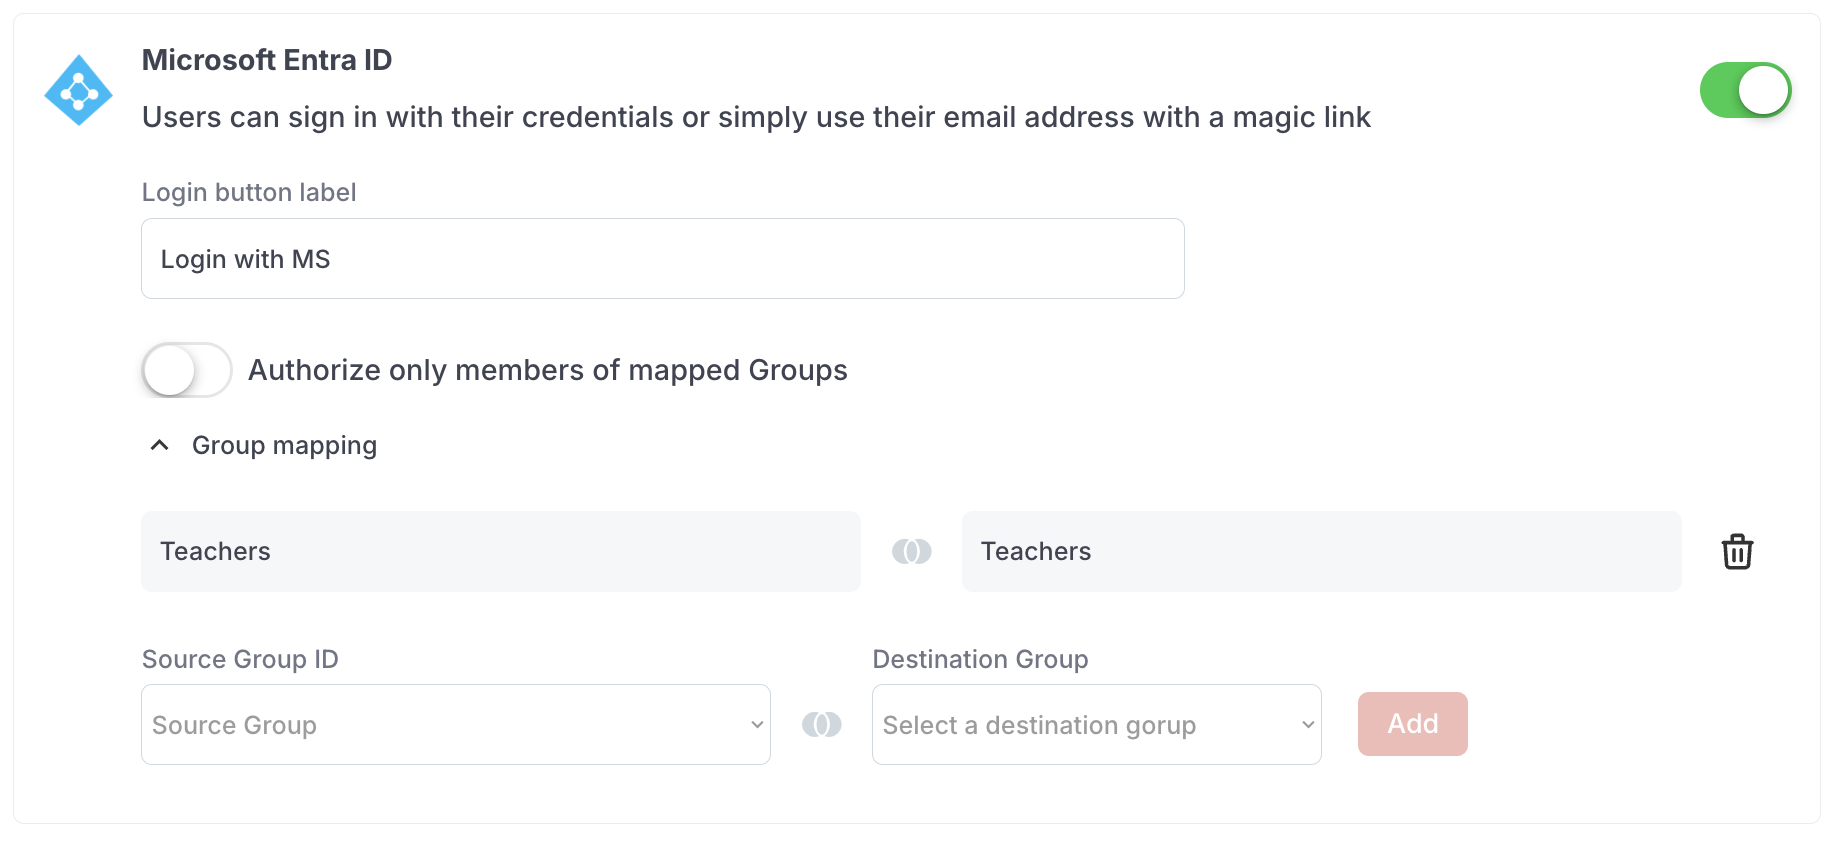 Microsoft Entra ID
Users can sign in with their credentials or simply use their email address with a magic link
Login button label
Login with MS
Authorize only members of mapped Groups
Group mapping
Teachers
Teachers
Source Group ID
Destination Group
Source Group
Select a destination gorup
Add